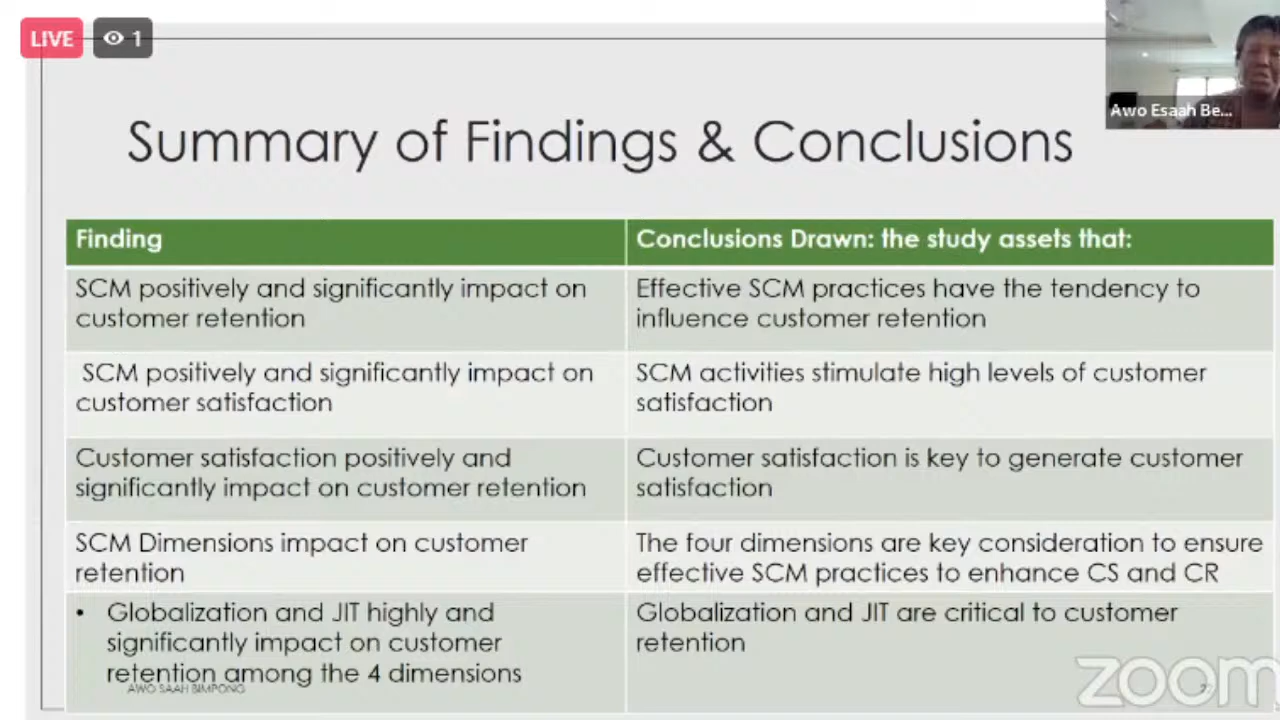 LIVE 1
Awo Esaah Be...
Summary of Findings & Conclusions
Finding
Conclusions Drawn: the study assets that:
SCM positively and significantly impact on
customer retention
Effective SCM practices have the tendency to
influence customer retention
SCM positively and significantly impact on
customer satisfaction
SCM activities stimulate high levels of customer
satisfaction
Customer satisfaction positively and
significantly impact on customer retention
Customer satisfaction is key to generate customer
satisfaction
SCM Dimensions impact on customer
retention
The four dimensions are key consideration to ensure
effective SCM practices to enhance CS and CR
• Globalization and JIT highly and
significantly impact on customer
retention among the 4 dimensions
Globalization and JIT are critical to customer
retention
AWO SAAH BIMPONG
zoom